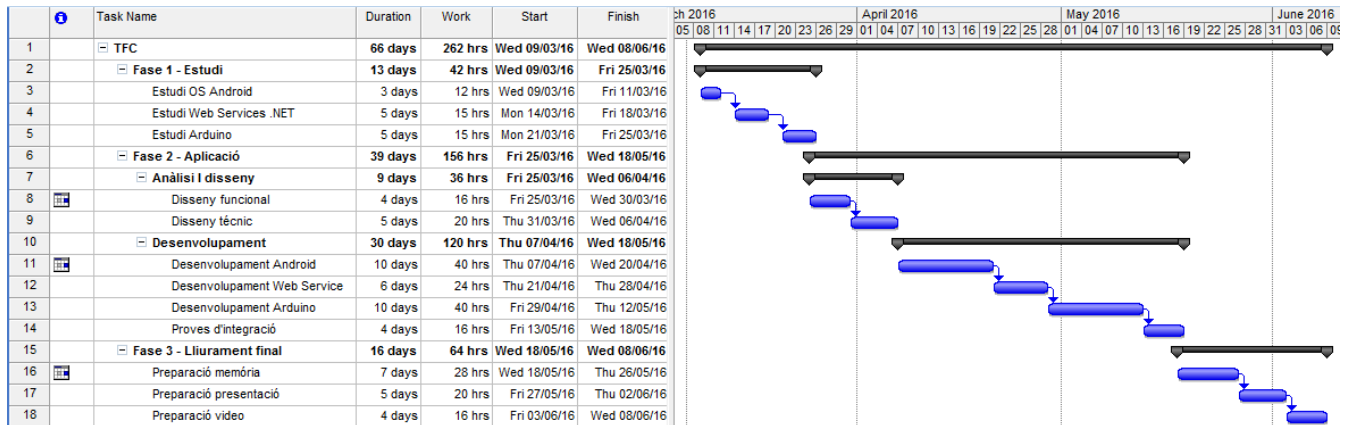 Task Name Duration Work Start Finish ch 2016 April 2016 May 2016 June 2016
05 08 11 14 17 20 23 26 29 01 04 07 10 13 16 19 22 25 28 01 04 07 10 13 16 19 22 25 28 31 03 06 09
1 TFC 66 days 262 hrs Wed 09/03/16 Wed 08/06/16
2 Fase 1 - Estudi 13 days 42 hrs Wed 09/03/16 Fri 25/03/16
3 Estudi OS Android 3 days 12 hrs Wed 09/03/16 Fri 11/03/16
4 Estudi Web Services .NET 5 days 15 hrs Mon 14/03/16 Fri 18/03/16
5 Estudi Arduino 5 days 15 hrs Mon 21/03/16 Fri 25/03/16
6 Fase 2 - Aplicació 39 days 156 hrs Fri 25/03/16 Wed 18/05/16
7 Anàlisi I disseny 9 days 36 hrs Fri 25/03/16 Wed 06/04/16
8 Disseny funcional 4 days 16 hrs Fri 25/03/16 Wed 30/03/16
9 Disseny técnic 5 days 20 hrs Thu 31/03/16 Wed 06/04/16
10 Desenvolupament 30 days 120 hrs Thu 07/04/16 Wed 18/05/16
11 Desenvolupament Android 10 days 40 hrs Thu 07/04/16 Wed 20/04/16
12 Desenvolupament Web Service 6 days 24 hrs Thu 21/04/16 Thu 28/04/16
13 Desenvolupament Arduino 10 days 40 hrs Fri 29/04/16 Thu 12/05/16
14 Proves d'integració 4 days 16 hrs Fri 13/05/16 Wed 18/05/16
15 Fase 3 - Lliurament final 16 days 64 hrs Wed 18/05/16 Wed 08/06/16
16 Preparació memória 7 days 28 hrs Wed 18/05/16 Thu 26/05/16
17 Preparació presentació 5 days 20 hrs Fri 27/05/16 Thu 02/06/16
18 Preparació video 4 days 16 hrs Fri 03/06/16 Wed 08/06/16